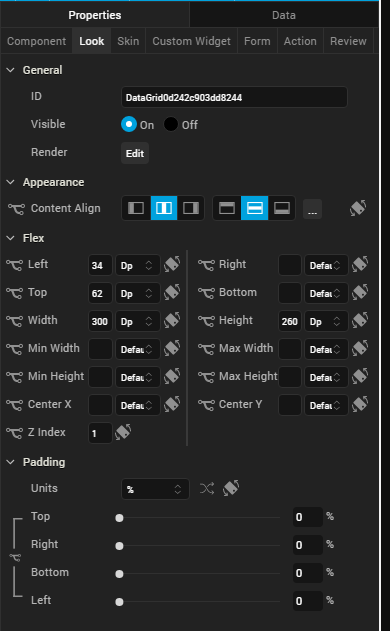 Properties Data
Component Look Skin Custom Widget Form Action Review
General
ID DataGrid0d242c903dd8244
Visible On Off
Render Edit
Appearance
Content Align ...
Flex
Left 34 Dp Right Defau
Top 62 Dp Bottom Defau
Width 300 Dp Height 260 Dp
Min Width Defau Max Width Defau
Min Height Defau Max Height Defau
Center X Defau Center Y Defau
Z Index 1
Padding
Units %
Top 0 %
Right 0 %
Bottom 0 %
Left 0 %